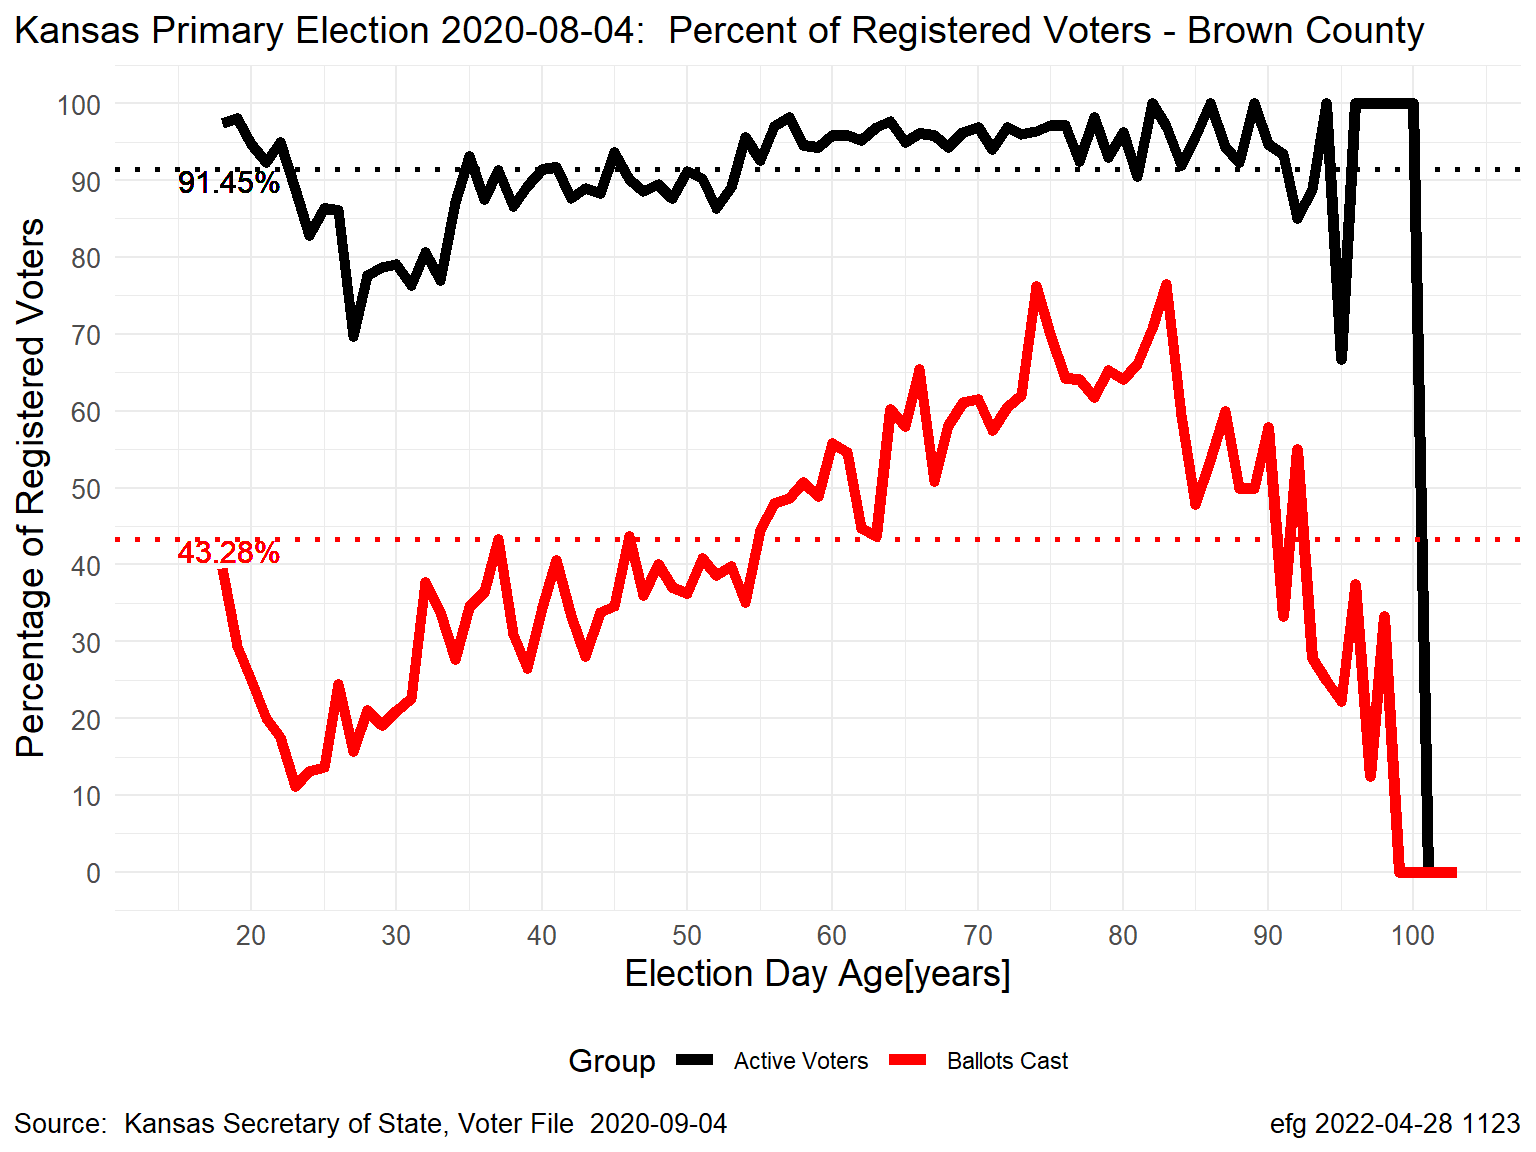 Kansas Primary Election 2020-08-04:  Percent of Registered Voters - Brown County
Percentage of Registered Voters
100
90
80
70
60
50
40
30
20
10
0
91.45%
43.28%
20 30 40 50 60 70 80 90 100
Election Day Age[years]
Group Active Voters Ballots Cast
Source:  Kansas Secretary of State, Voter File  2020-09-04
efg 2022-04-28 1123